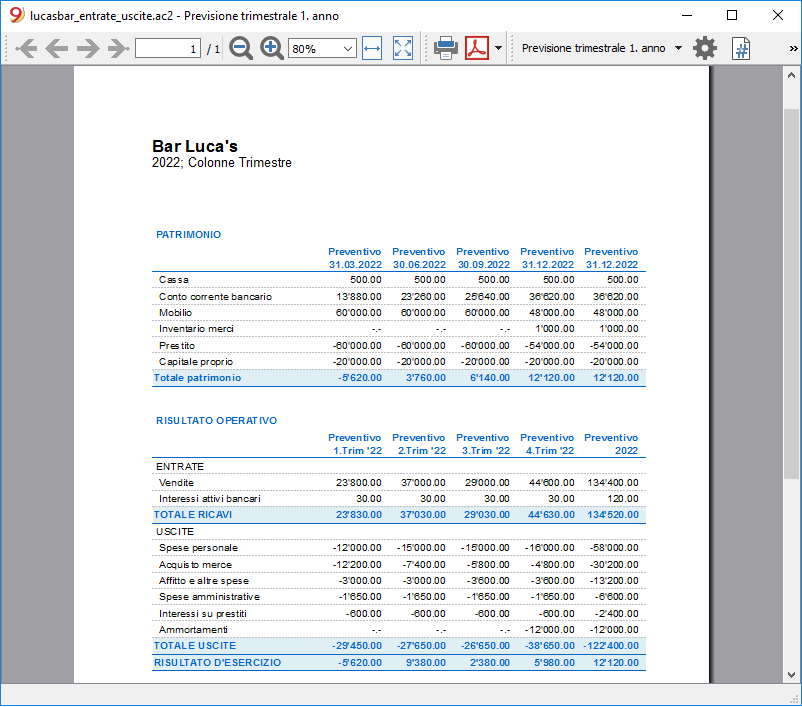 lucasbar_entrate_uscite.ac2 - Previsione trimestrale 1. anno
1 / 1 80% Previsione trimestrale 1. anno # »
Bar Luca's
2022; Colonne Trimestre
PATRIMONIO
Preventivo Preventivo Preventivo Preventivo Preventivo
31.03.2022 30.06.2022 30.09.2022 31.12.2022 31.12.2022
Cassa 500.00 500.00 500.00 500.00 500.00
Conto corrente bancario 13'880.00 23'260.00 25'640.00 36'620.00 36'620.00
Mobilio 60'000.00 60'000.00 60'000.00 48'000.00 48'000.00
Inventario merci -.- -.- -.- 1'000.00 1'000.00
Prestito -60'000.00 -60'000.00 -60'000.00 -54'000.00 -54'000.00
Capitale proprio -20'000.00 -20'000.00 -20'000.00 -20'000.00 -20'000.00
Totale patrimonio -5'620.00 3'760.00 6'140.00 12'120.00 12'120.00
RISULTATO OPERATIVO
Preventivo Preventivo Preventivo Preventivo Preventivo
1.Trim '22 2.Trim '22 3.Trim '22 4.Trim '22 2022
ENTRATE
Vendite 23'800.00 37'000.00 29'000.00 44'600.00 134'400.00
Interessi attivi bancari 30.00 30.00 30.00 30.00 120.00
TOTALE RICAVI 23'830.00 37'030.00 29'030.00 44'630.00 134'520.00
USCITE
Spese personale -12'000.00 -15'000.00 -15'000.00 -16'000.00 -58'000.00
Acquisto merce -12'200.00 -7'400.00 -5'800.00 -4'800.00 -30'200.00
Affitto e altre spese -3'000.00 -3'000.00 -3'600.00 -3'600.00 -13'200.00
Spese amministrative -1'650.00 -1'650.00 -1'650.00 -1'650.00 -6'600.00
Interessi su prestiti -600.00 -600.00 -600.00 -600.00 -2'400.00
Ammortamenti -.- -.- -.- -12'000.00 -12'000.00
TOTALE USCITE -29'450.00 -27'650.00 -26'650.00 -38'650.00 -122'400.00
RISULTATO D'ESERCIZIO -5'620.00 9'380.00 2'380.00 5'980.00 12'120.00